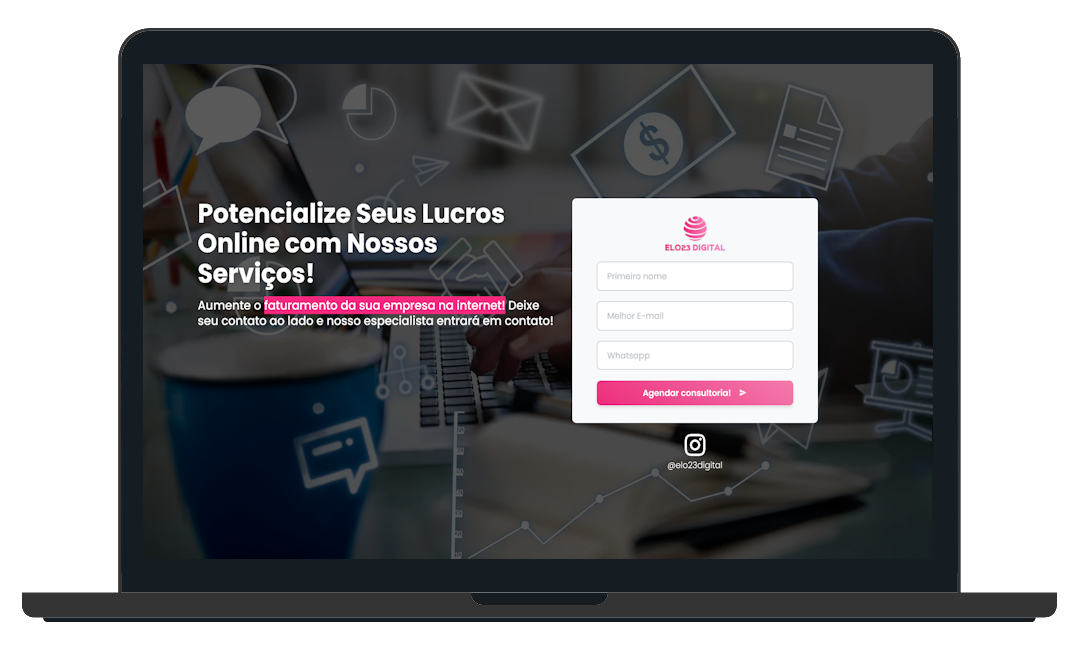 Potencialize Seus Lucros
Online com Nossos
Serviços!
Aumente o faturamento da sua empresa na internet! Deixe
seu contato ao lado e nosso especialista entrará em contato!
ELO23 DIGITAL
Primeiro nome
Melhor E-mail
Whatsapp
Agendar consultoria!
@elo23digital
$